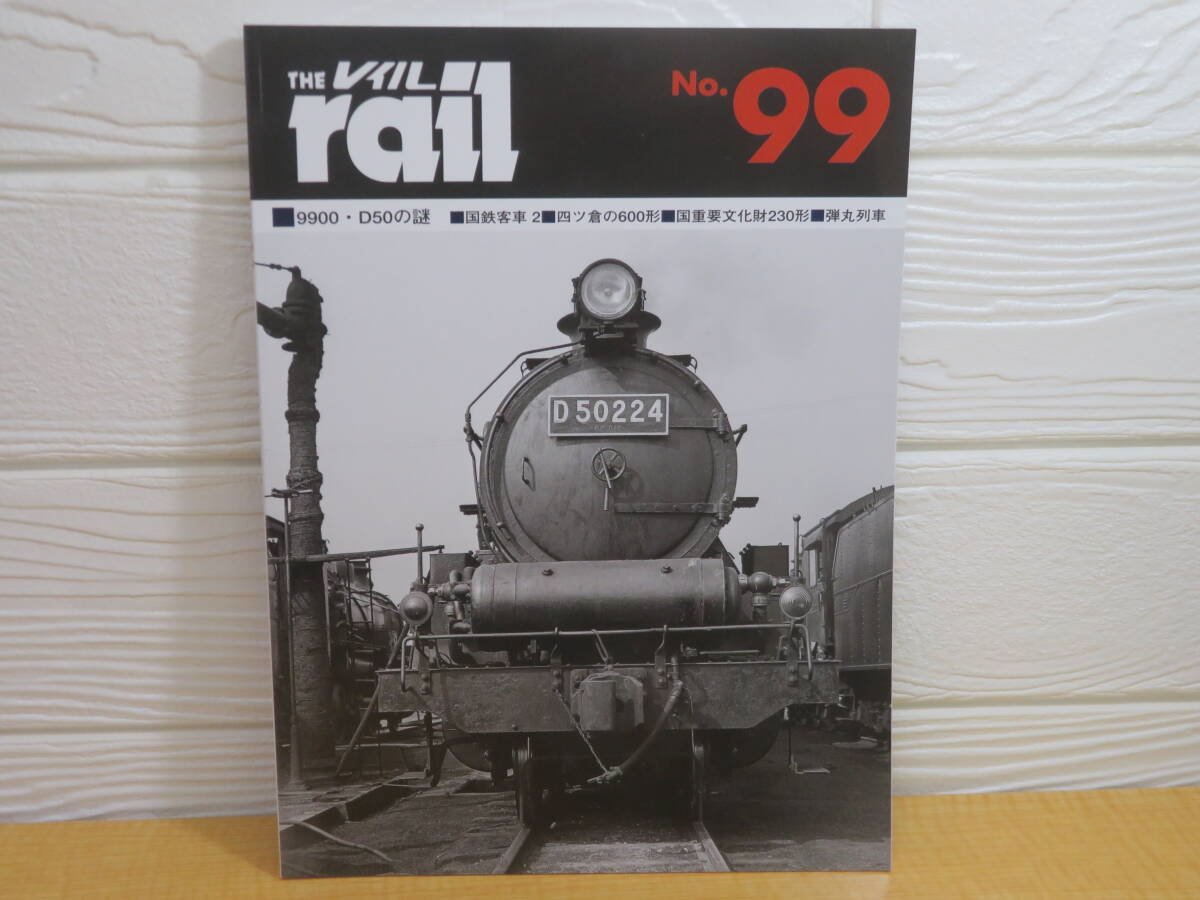 THE レイル
rail
No. 99
■9900・D50の謎 ■国鉄客車 2■四ツ倉の600形■国重要文化財230形■弾丸列車
D50224